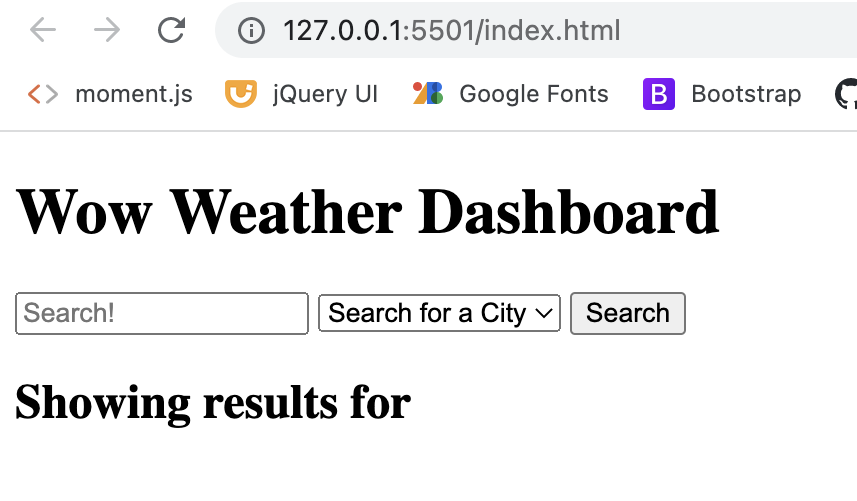 127.0.0.1:5501/index.html
moment.js jQuery UI Google Fonts B Bootstrap
Wow Weather Dashboard
Search! Search for a City Search
Showing results for